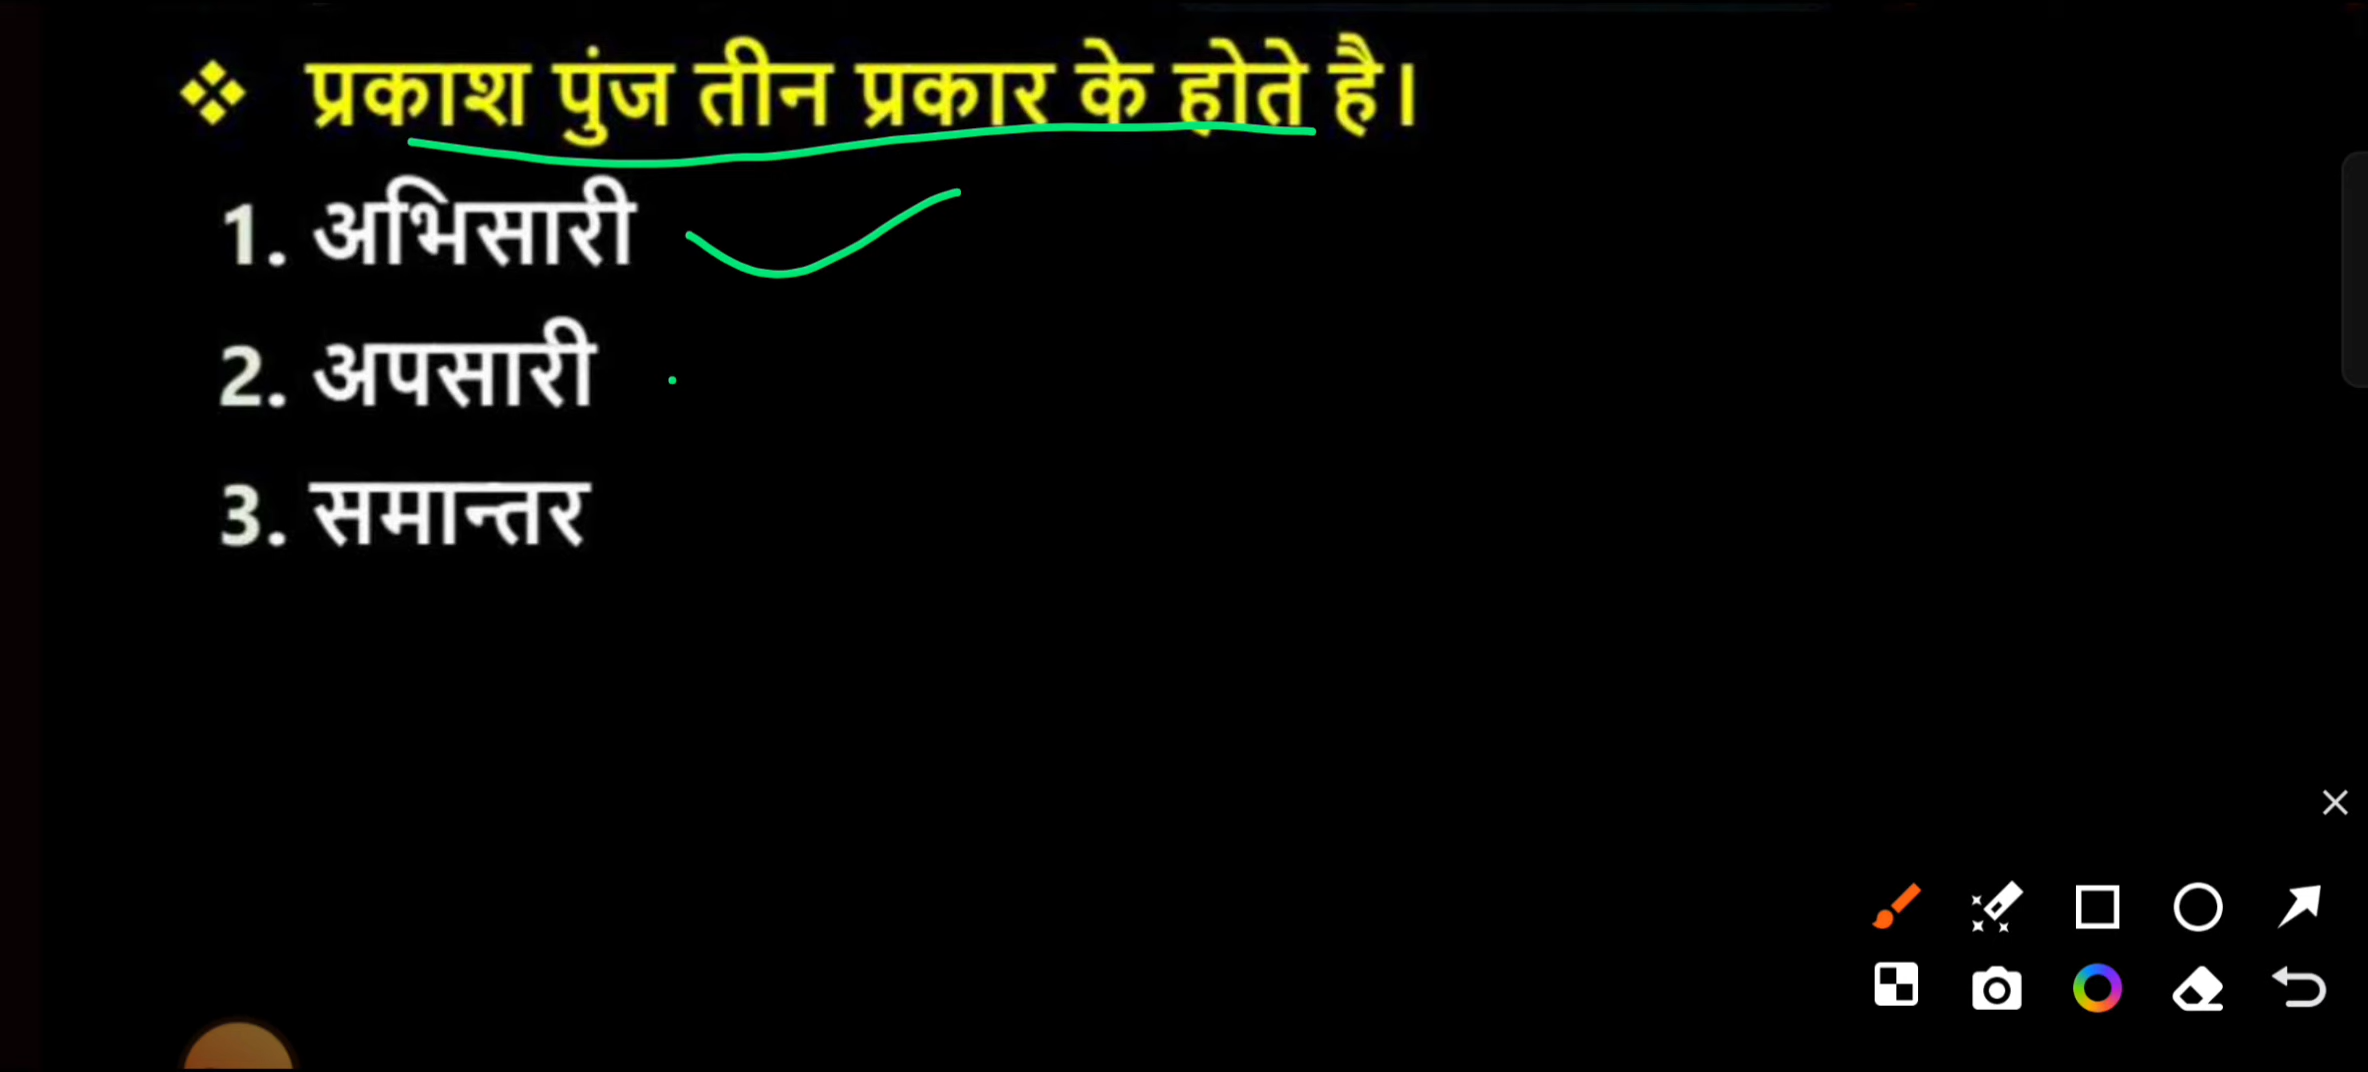 ❖ प्रकाश पुंज तीन प्रकार के होते है।
1. अभिसारी
2. अपसारी
3. समान्तर